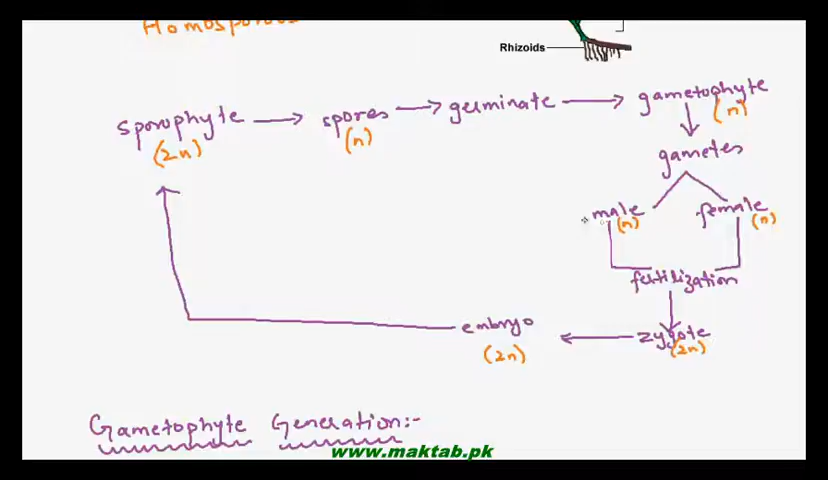 Homosporous
Rhizoids
sporophyte → spores → germinate → gametophyte
(2n) (n) (n)
gametes
male female
(n) (n)
fertilization
embryo ← zygote
(2n) (2n)
Gametophyte Generation:-
www.maktab.pk